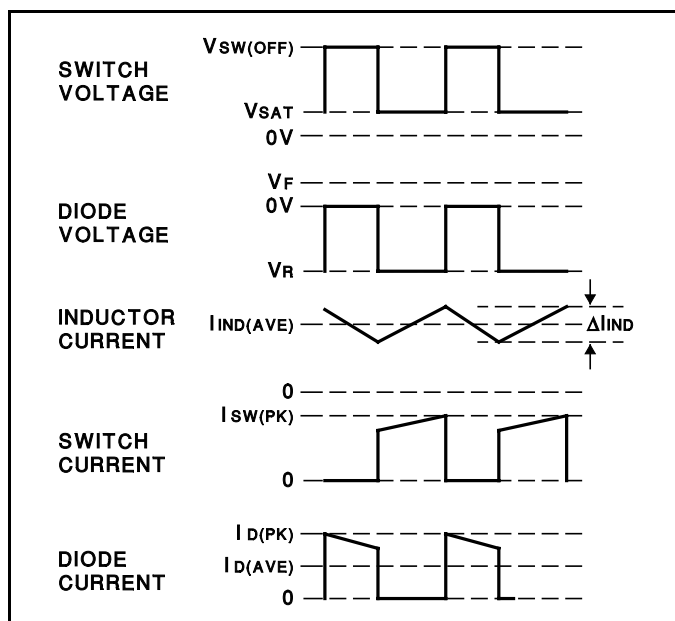 SWITCH
VOLTAGE
VSW(OFF)
VSAT
0V
DIODE
VOLTAGE
VF
0V
VR
INDUCTOR
CURRENT
IIND(AVE)
ΔIIND
0
SWITCH
CURRENT
ISW(PK)
0
DIODE
CURRENT
ID(PK)
ID(AVE)
0